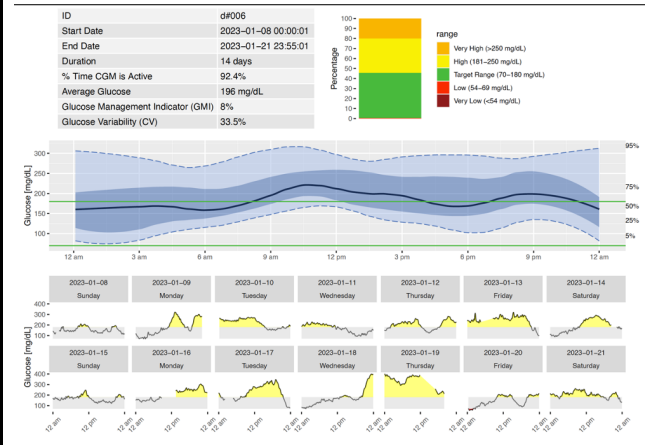 ID d#006
Start Date 2023–01–08 00:00:01
End Date 2023–01–21 23:55:01
Duration 14 days
% Time CGM is Active 92.4%
Average Glucose 196 mg/dL
Glucose Management Indicator (GMI) 8%
Glucose Variability (CV) 33.5%
Percentage
100
90
80
70
60
50
40
30
20
10
0
range
Very High (>250 mg/dL)
High (181–250 mg/dL)
Target Range (70–180 mg/dL)
Low (54–69 mg/dL)
Very Low (<54 mg/dL)
Glucose [mg/dL]
300
250
200
150
100
95%
75%
50%
25%
5%
12 am 3 am 6 am 9 am 12 pm 3 pm 6 pm 9 pm 12 am
2023–01–08 2023–01–09 2023–01–10 2023–01–11 2023–01–12 2023–01–13 2023–01–14
Sunday Monday Tuesday Wednesday Thursday Friday Saturday
Glucose [mg/dL]
400
300
200
100
2023–01–15 2023–01–16 2023–01–17 2023–01–18 2023–01–19 2023–01–20 2023–01–21
Sunday Monday Tuesday Wednesday Thursday Friday Saturday
400
300
200
100
12 am 12 pm 12 am 12 am 12 pm 12 am 12 am 12 pm 12 am 12 am 12 pm 12 am 12 am 12 pm 12 am 12 am 12 pm 12 am 12 am 12 pm 12 am